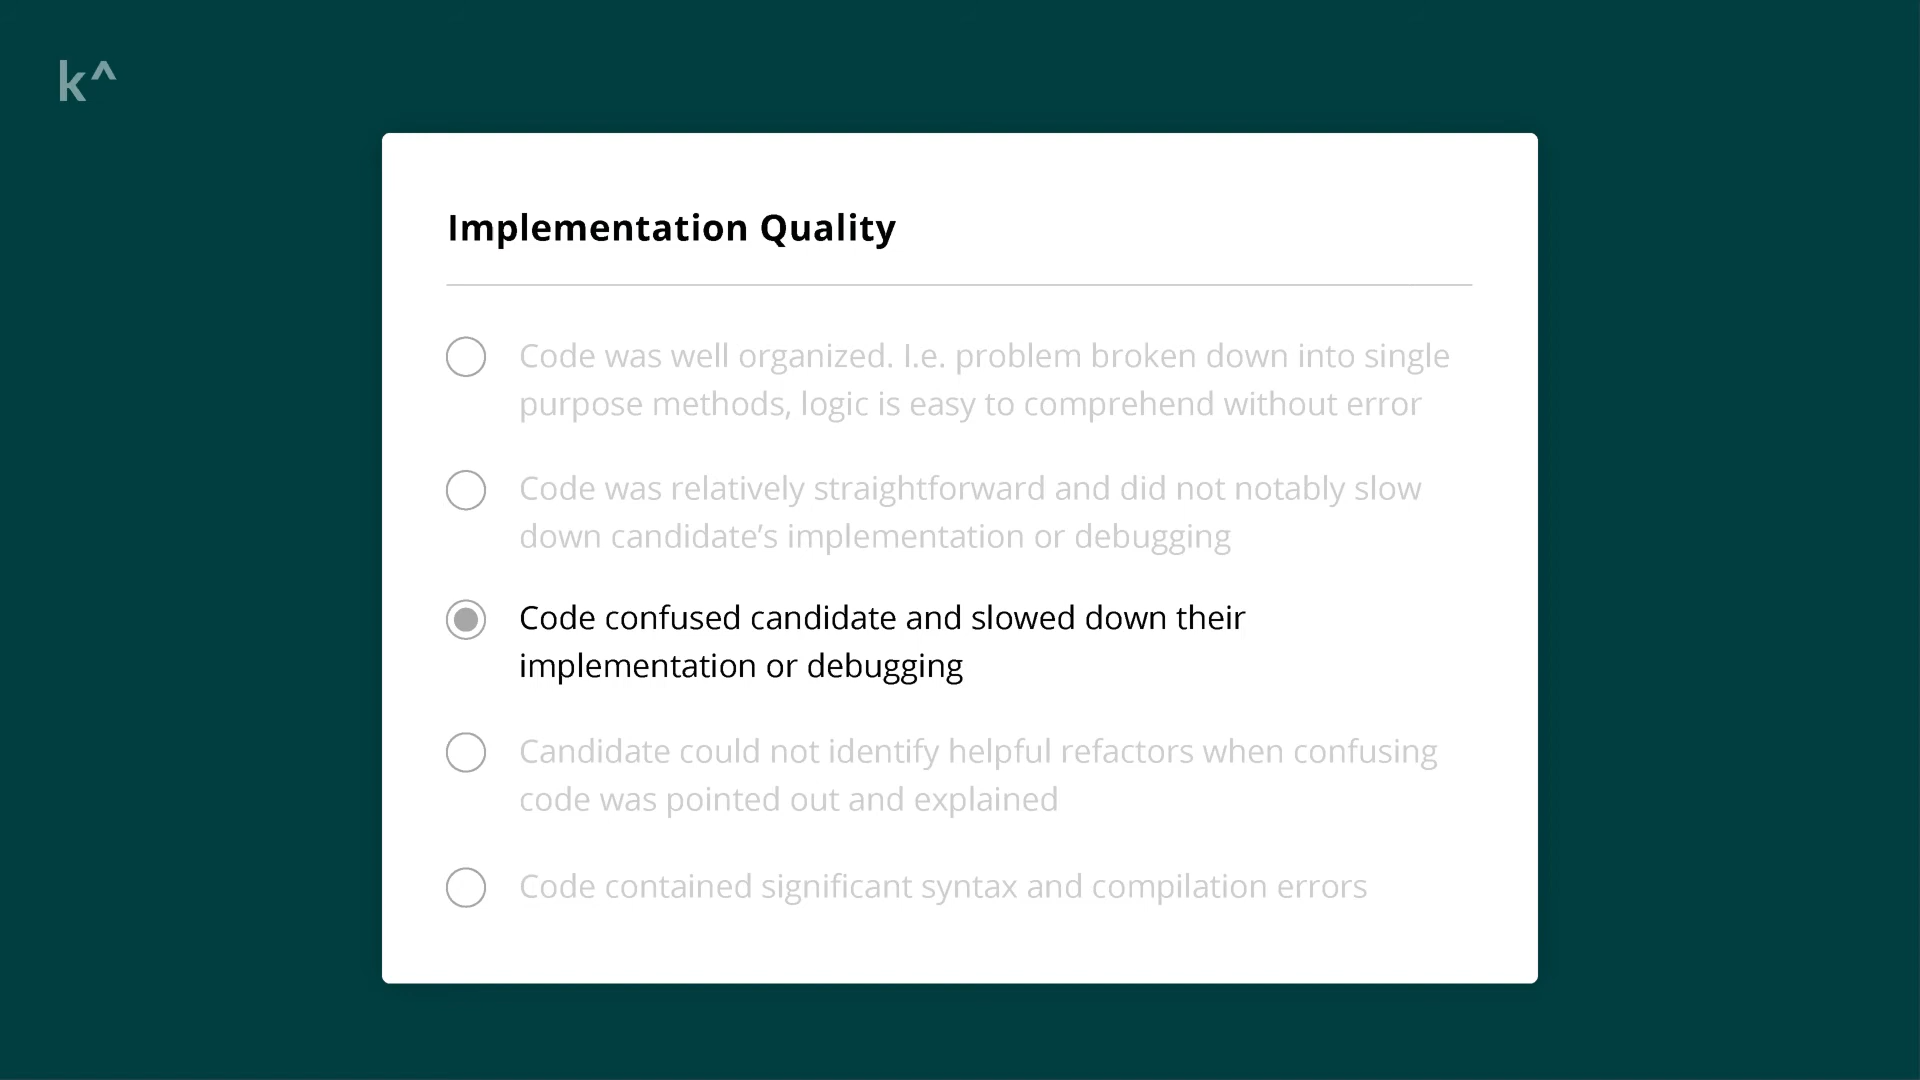 k^
Implementation Quality
Code was well organized. I.e. problem broken down into single
purpose methods, logic is easy to comprehend without error
Code was relatively straightforward and did not notably slow
down candidate’s implementation or debugging
Code confused candidate and slowed down their
implementation or debugging
Candidate could not identify helpful refactors when confusing
code was pointed out and explained
Code contained significant syntax and compilation errors